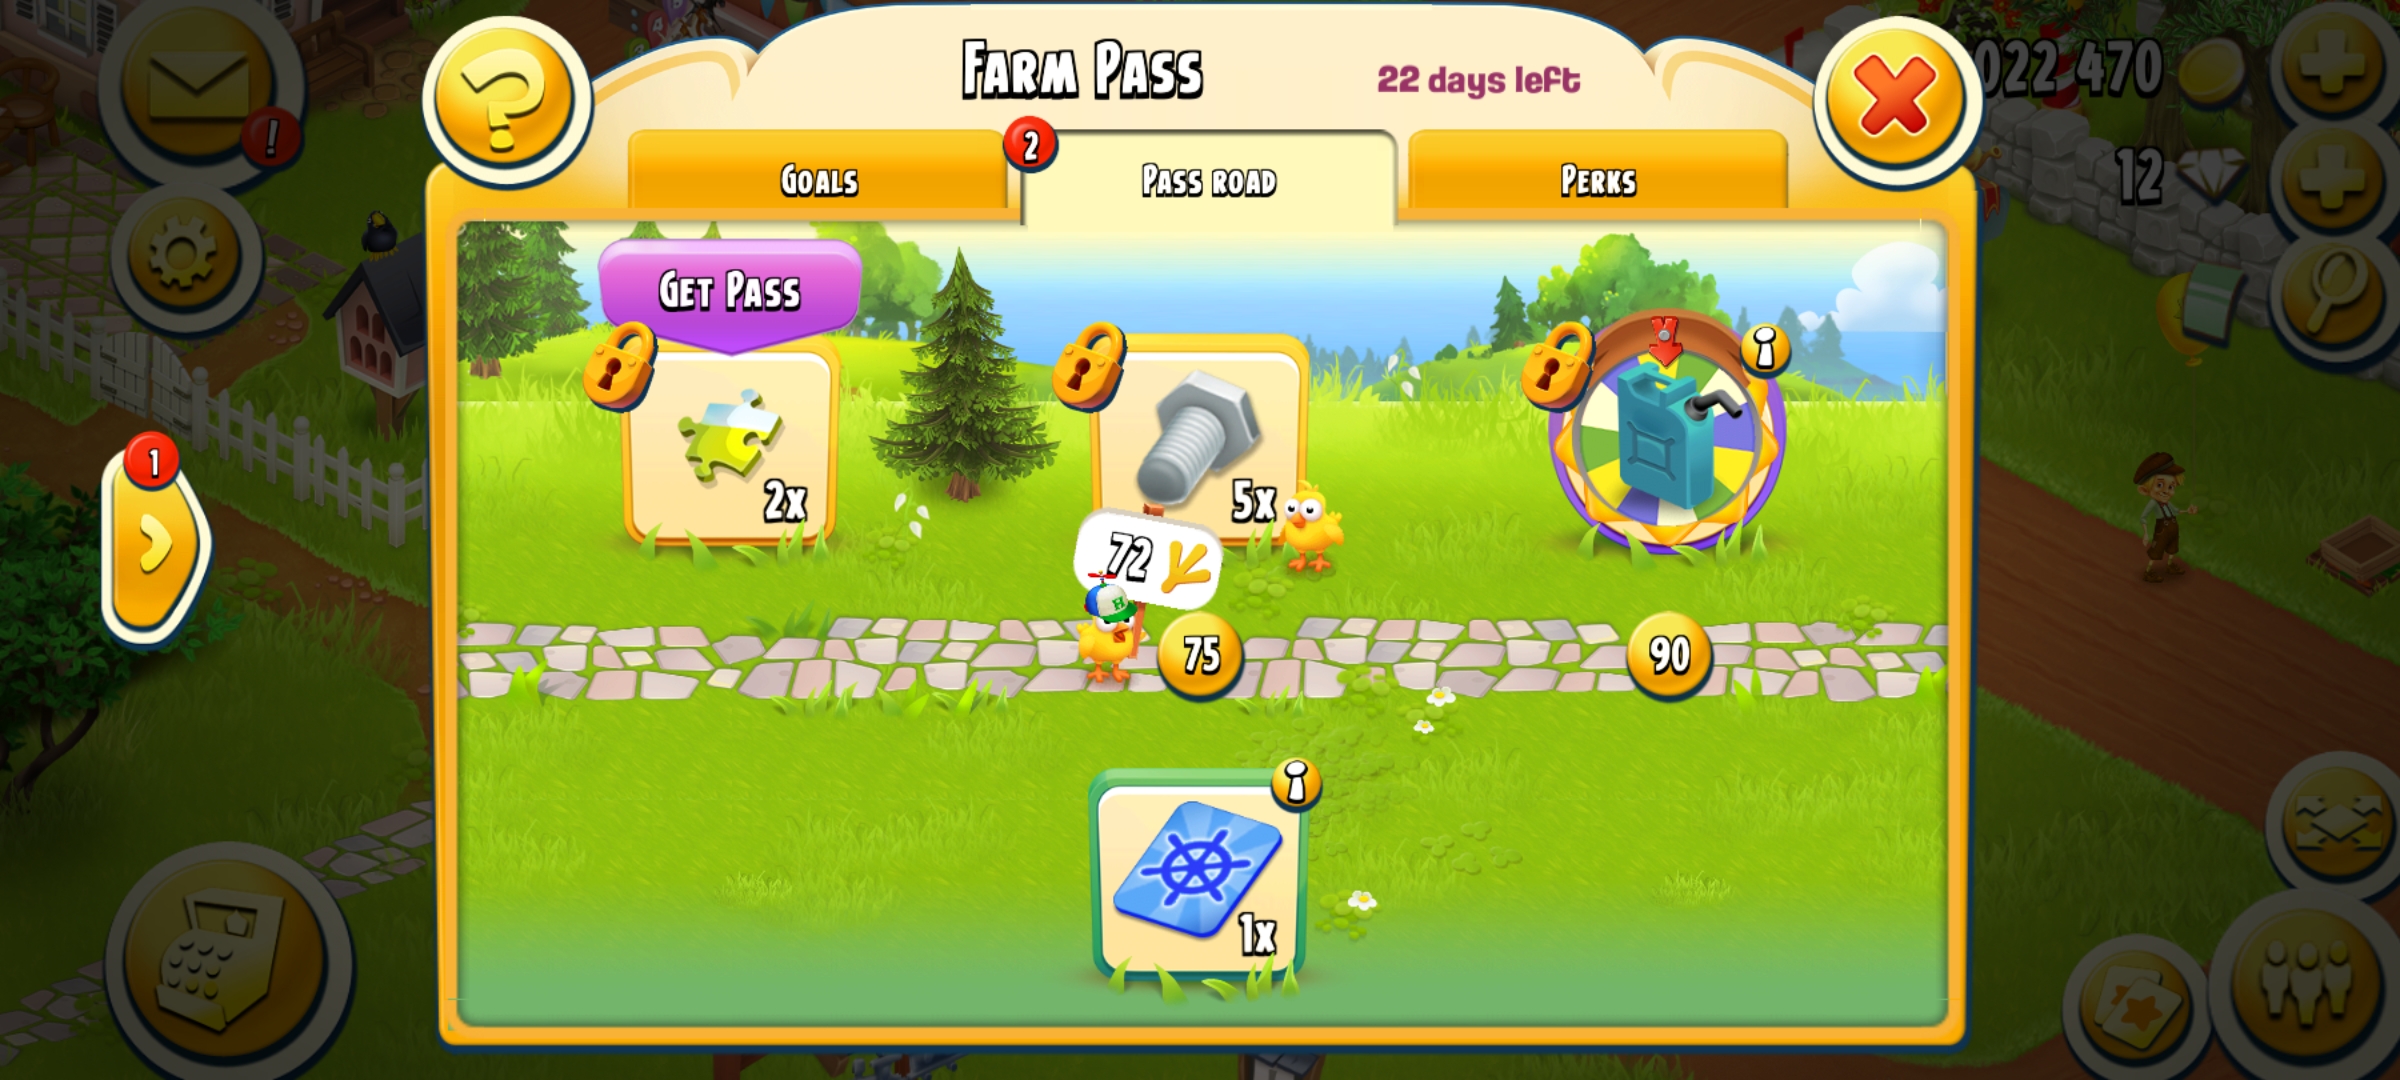 FARM PASS
22 days left
022 470
!
2
GOALS
PASS ROAD
PERKS
12
GET PASS
1
2x
5x
72
H
75
90
1x